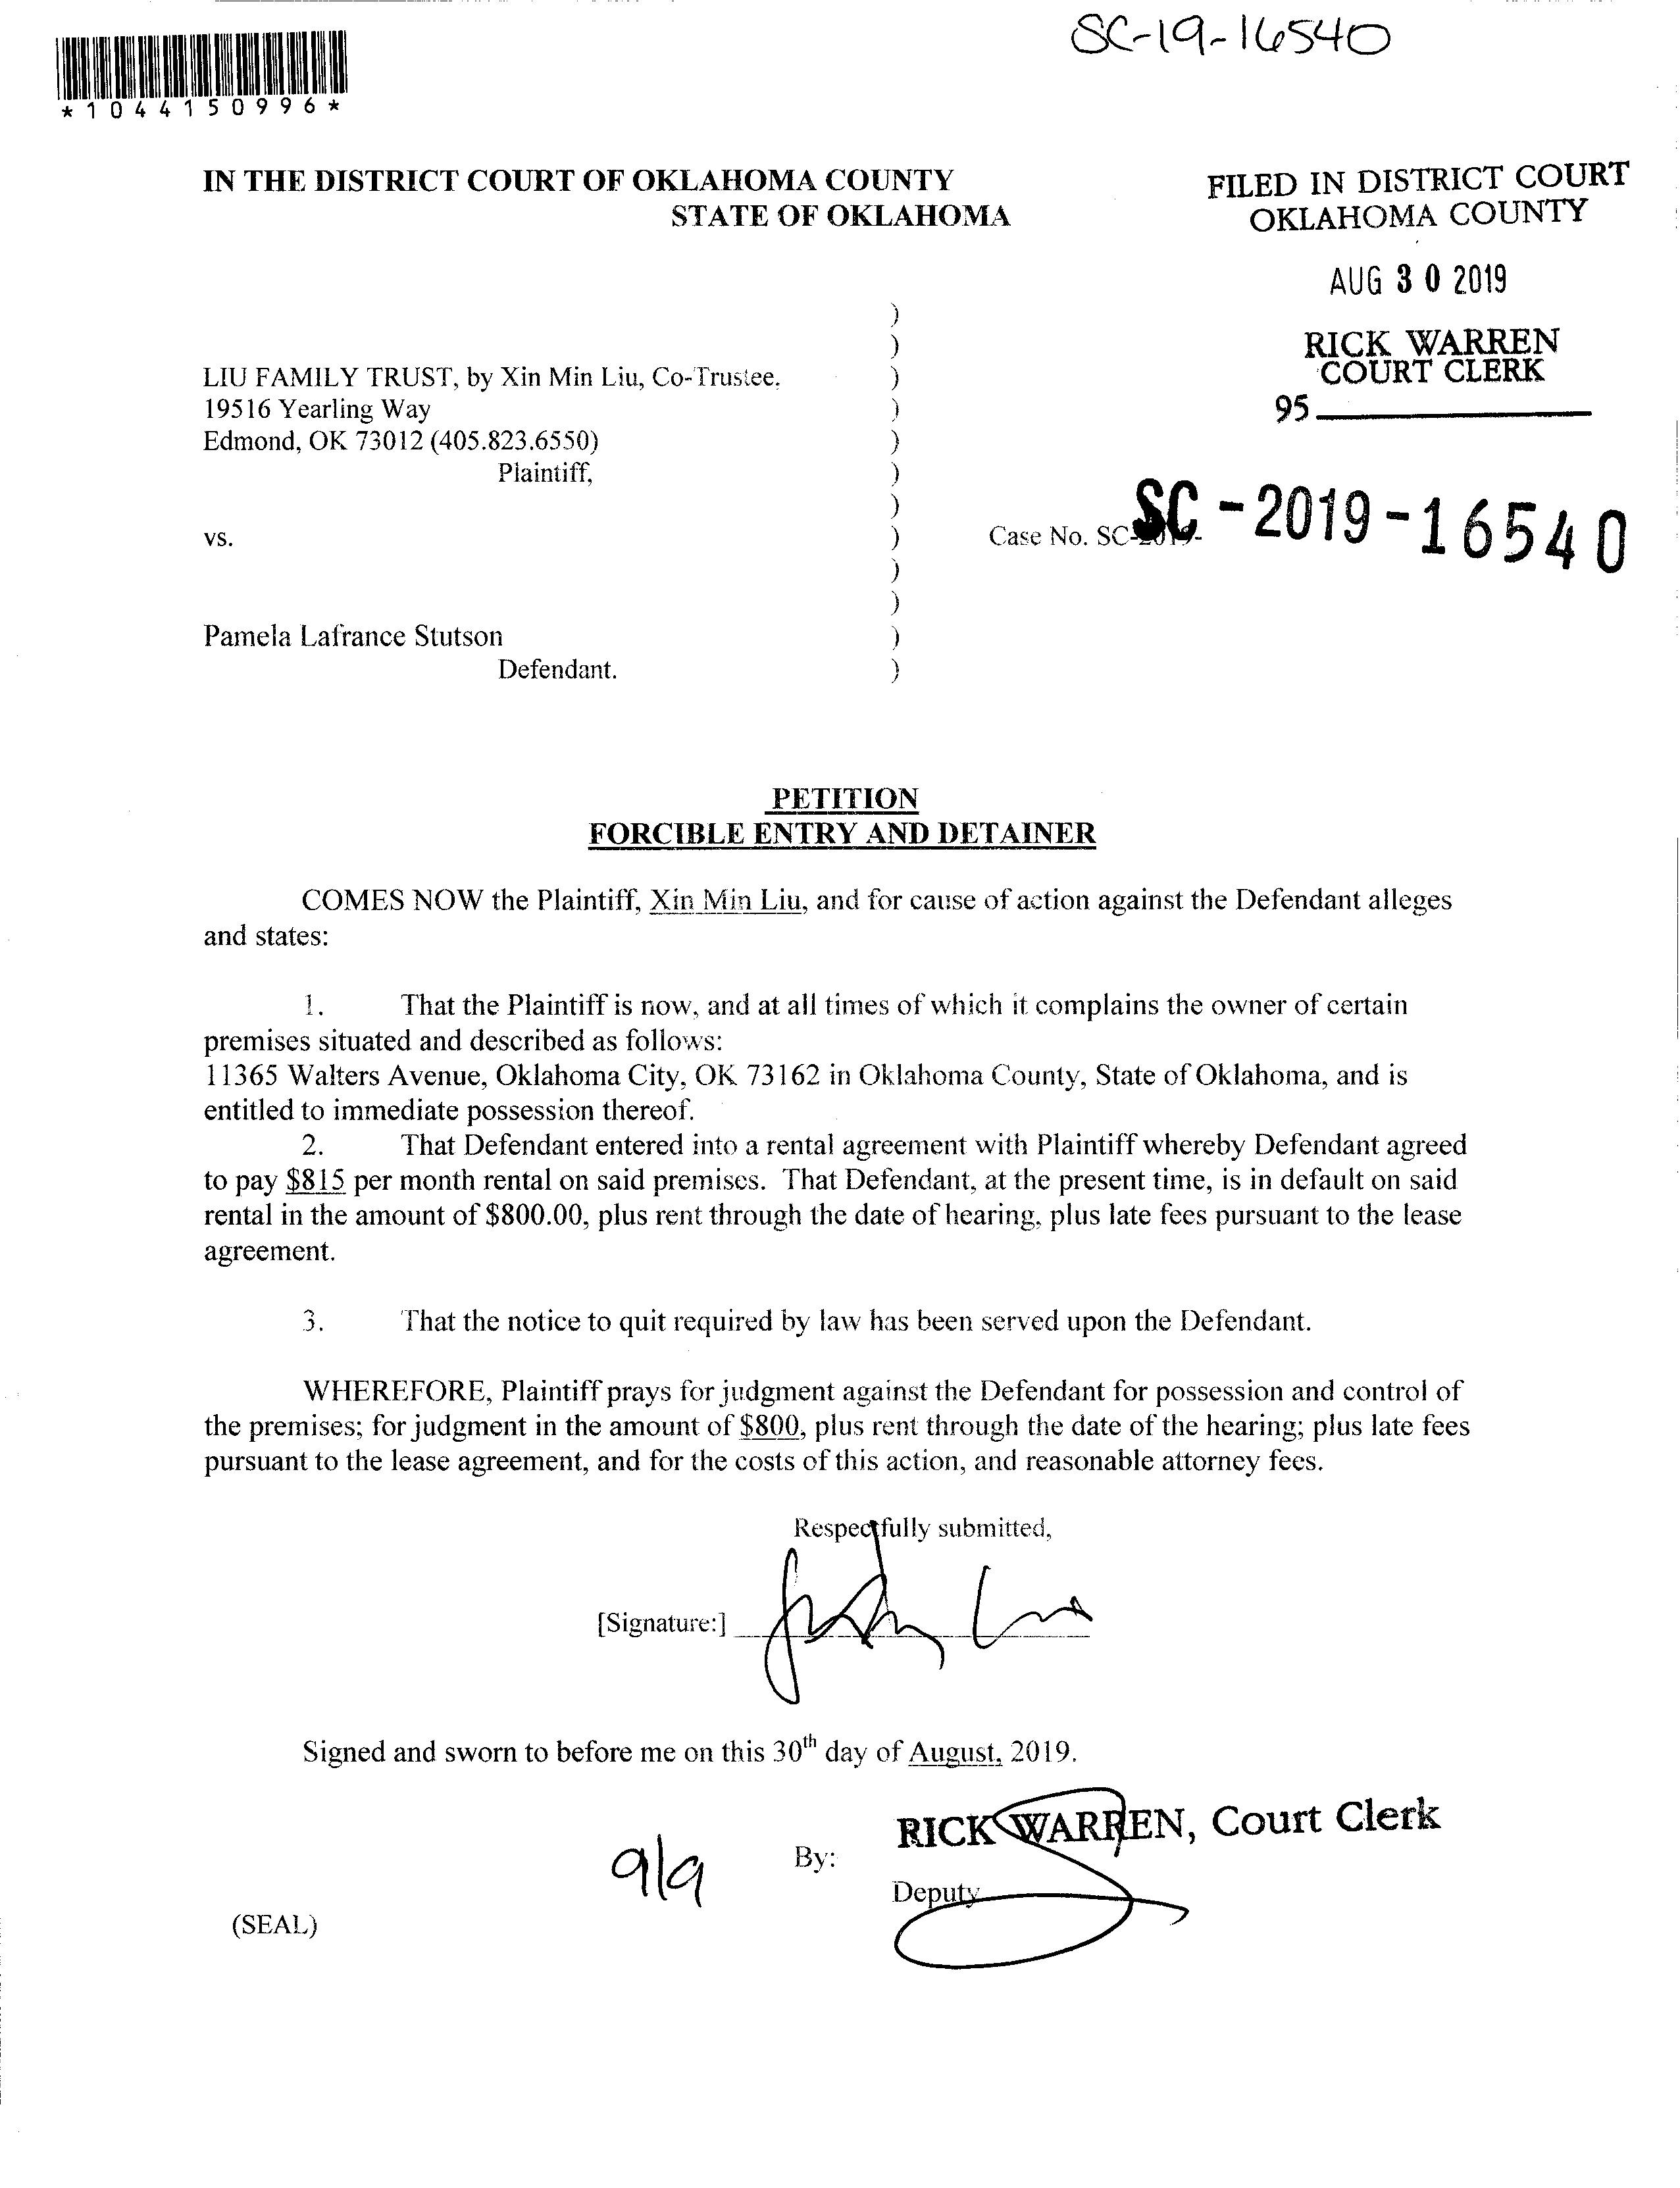 SC-19-16540
*1044150996*
IN THE DISTRICT COURT OF OKLAHOMA COUNTY
STATE OF OKLAHOMA
FILED IN DISTRICT COURT
OKLAHOMA COUNTY
AUG 30 2019
RICK WARREN
COURT CLERK
95
)
)
LIU FAMILY TRUST, by Xin Min Liu, Co-Trustee, )
19516 Yearling Way )
Edmond, OK 73012 (405.823.6550) )
Plaintiff, )
)
vs. ) Case No. SC-2019- SC-2019-16540
)
)
Pamela Lafrance Stutson )
Defendant. )
PETITION
FORCIBLE ENTRY AND DETAINER
COMES NOW the Plaintiff, Xin Min Liu, and for cause of action against the Defendant alleges
and states:
1. That the Plaintiff is now, and at all times of which it complains the owner of certain
premises situated and described as follows:
11365 Walters Avenue, Oklahoma City, OK 73162 in Oklahoma County, State of Oklahoma, and is
entitled to immediate possession thereof.
2. That Defendant entered into a rental agreement with Plaintiff whereby Defendant agreed
to pay $815 per month rental on said premises. That Defendant, at the present time, is in default on said
rental in the amount of $800.00, plus rent through the date of hearing, plus late fees pursuant to the lease
agreement.
3. That the notice to quit required by law has been served upon the Defendant.
WHEREFORE, Plaintiff prays for judgment against the Defendant for possession and control of
the premises; for judgment in the amount of $800, plus rent through the date of the hearing; plus late fees
pursuant to the lease agreement, and for the costs of this action, and reasonable attorney fees.
Respectfully submitted,
[Signature:]
Signed and sworn to before me on this 30th day of August, 2019.
RICK WARREN, Court Clerk
9/9 By:
Deputy
(SEAL)